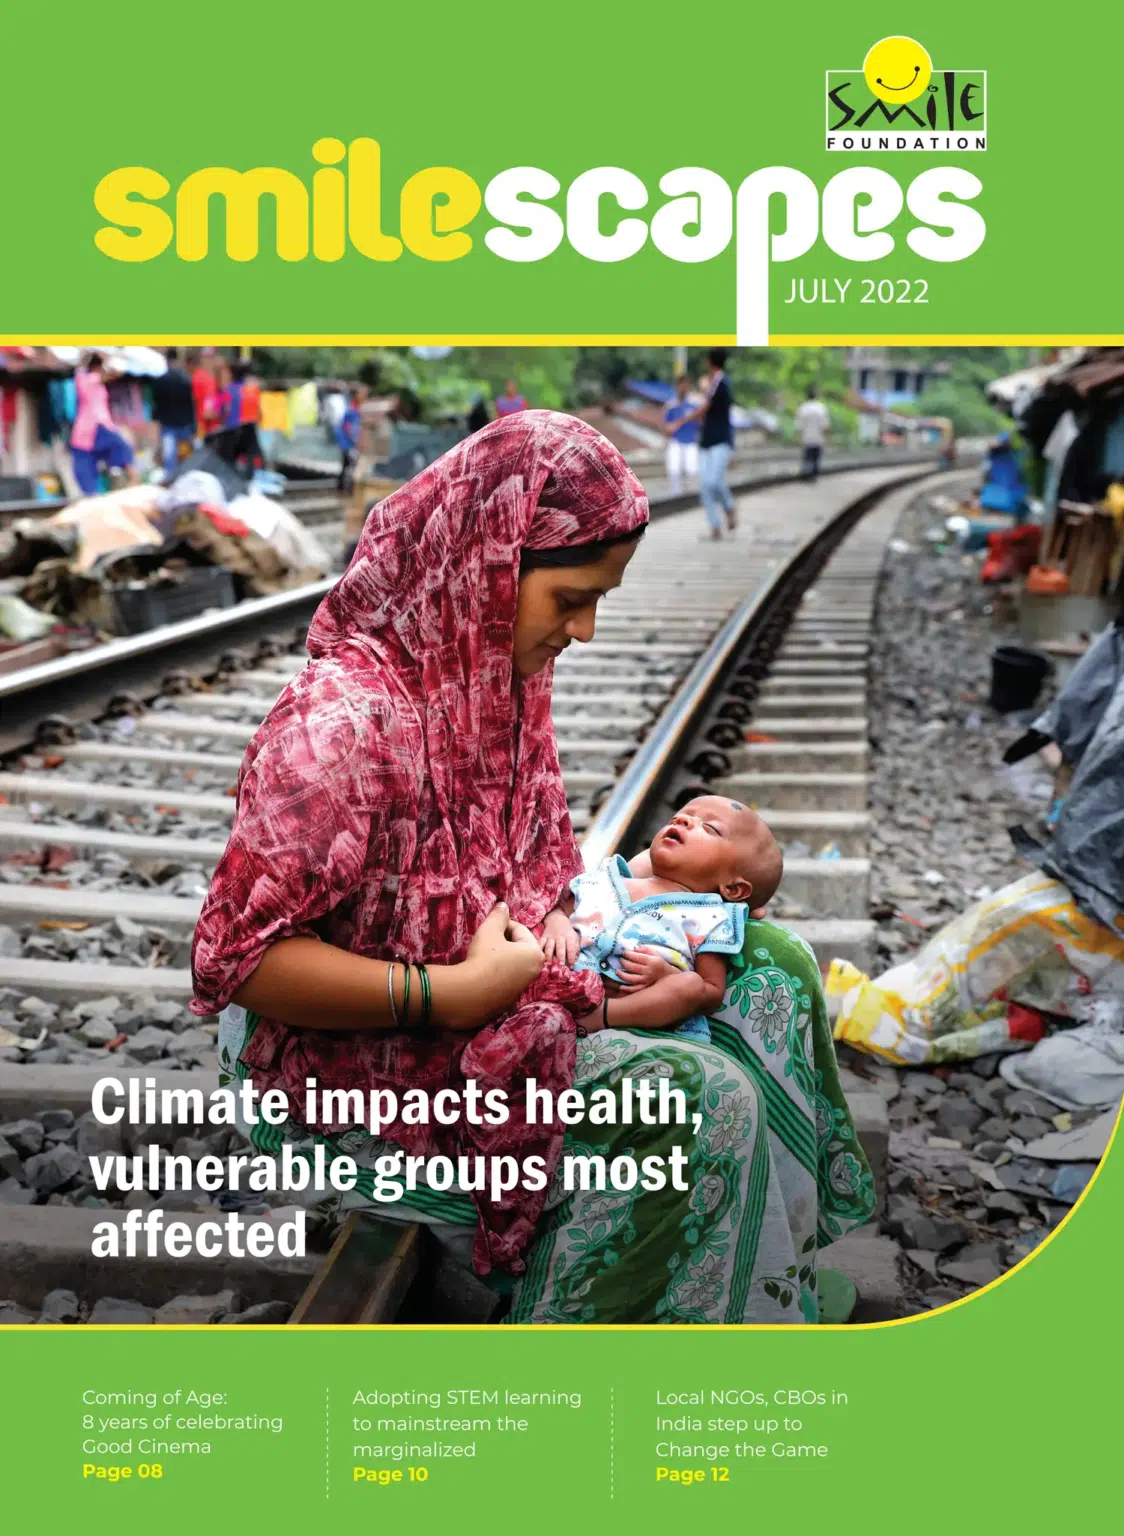 SMiLE
FOUNDATION
smilescapes
JULY 2022
Climate impacts health,
vulnerable groups most
affected
Coming of Age:
8 years of celebrating
Good Cinema
Page 08
Adopting STEM learning
to mainstream the
marginalized
Page 10
Local NGOs, CBOs in
India step up to
Change the Game
Page 12